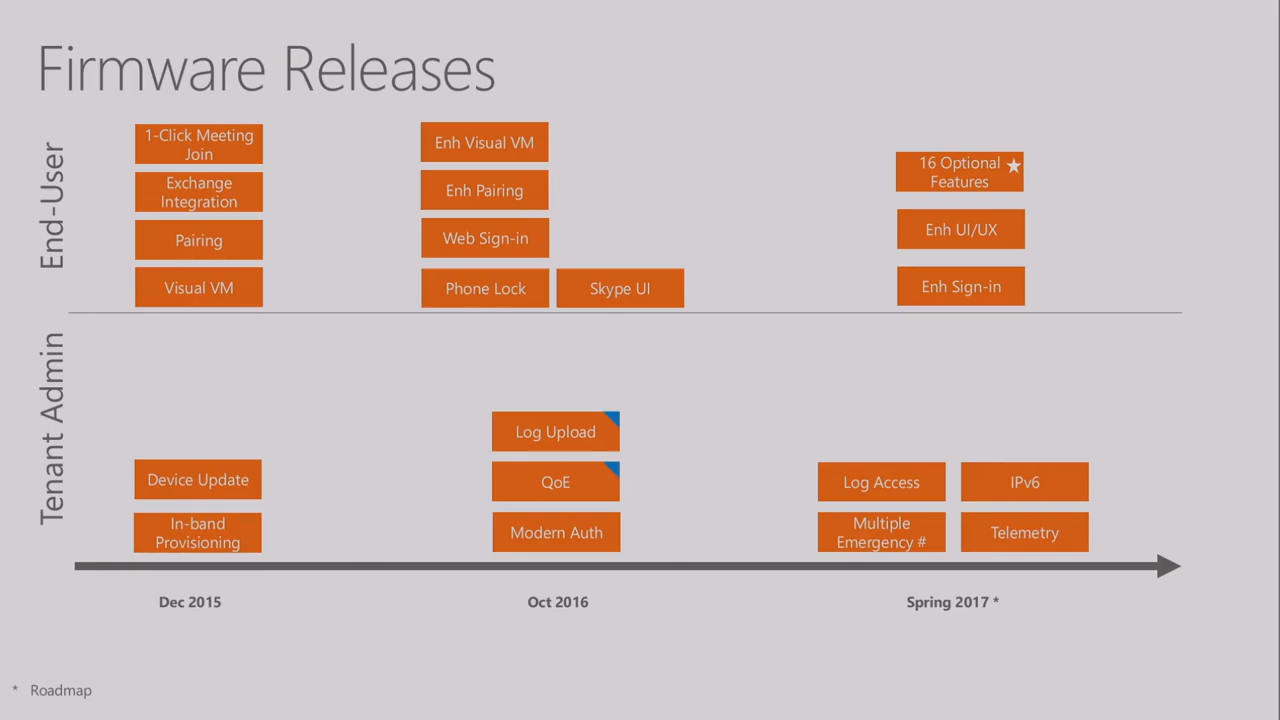 Firmware Releases
End-User
1-Click Meeting
Join
Exchange
Integration
Pairing
Visual VM
Enh Visual VM
Enh Pairing
Web Sign-in
Phone Lock
Skype UI
16 Optional
Features
Enh UI/UX
Enh Sign-in
Tenant Admin
Device Update
In-band
Provisioning
Log Upload
QoE
Modern Auth
Log Access
Multiple
Emergency #
IPv6
Telemetry
Dec 2015
Oct 2016
Spring 2017 *
* Roadmap